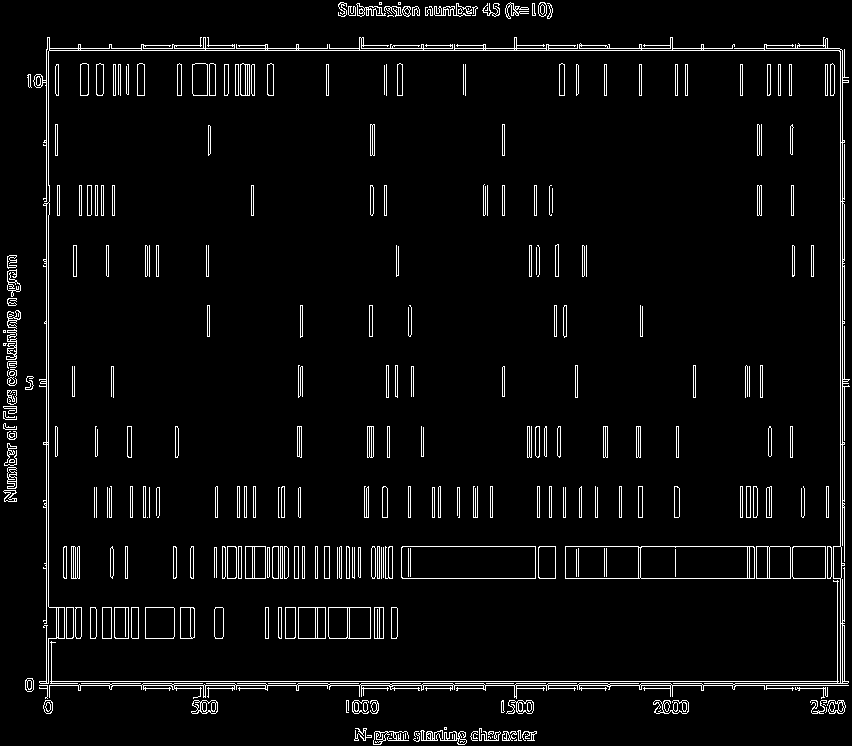 Submission number 45 (k=10)
10
5
0
Number of files containing n-gram
0 500 1000 1500 2000 2500
N-gram starting character